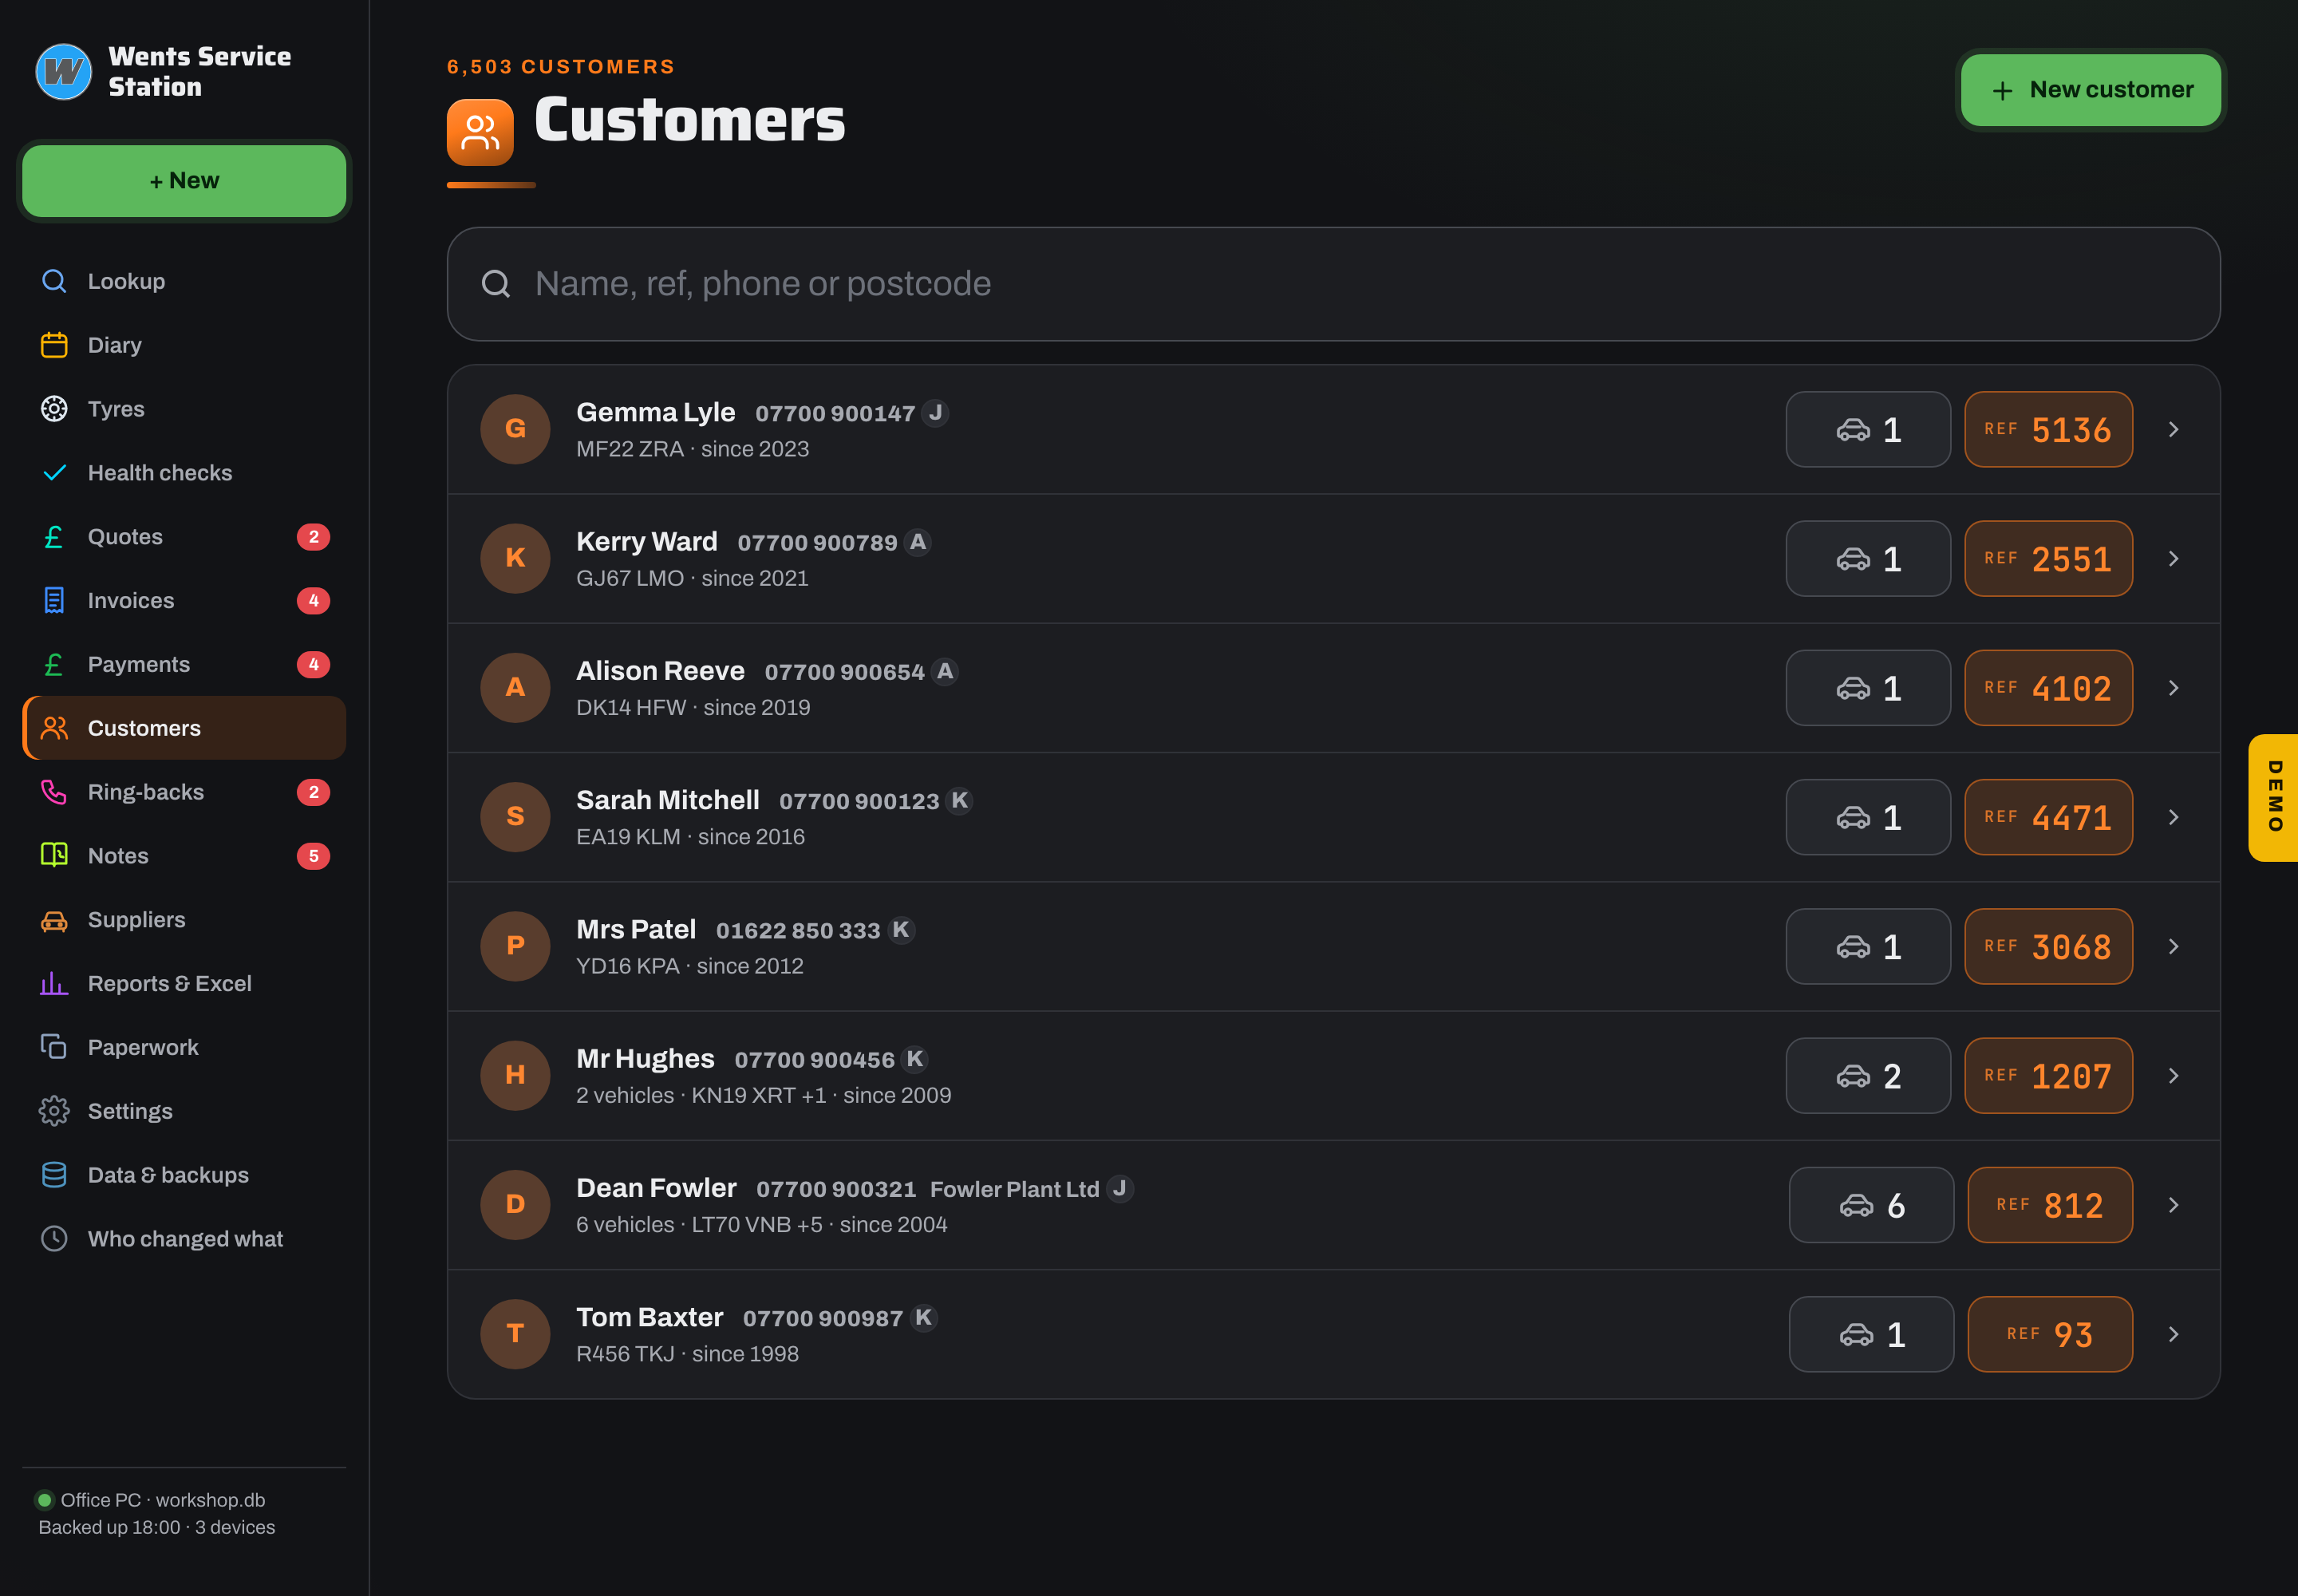 Wents Service
Station
+ New
Lookup
Diary
Tyres
Health checks
Quotes 2
Invoices 4
Payments 4
Customers
Ring-backs 2
Notes 5
Suppliers
Reports & Excel
Paperwork
Settings
Data & backups
Who changed what
Office PC · workshop.db
Backed up 18:00 · 3 devices
6,503 CUSTOMERS
Customers
+ New customer
Name, ref, phone or postcode
G Gemma Lyle 07700 900147 J
MF22 ZRA · since 2023
1 REF 5136
K Kerry Ward 07700 900789 A
GJ67 LMO · since 2021
1 REF 2551
A Alison Reeve 07700 900654 A
DK14 HFW · since 2019
1 REF 4102
S Sarah Mitchell 07700 900123 K
EA19 KLM · since 2016
1 REF 4471
P Mrs Patel 01622 850 333 K
YD16 KPA · since 2012
1 REF 3068
H Mr Hughes 07700 900456 K
2 vehicles · KN19 XRT +1 · since 2009
2 REF 1207
D Dean Fowler 07700 900321 Fowler Plant Ltd J
6 vehicles · LT70 VNB +5 · since 2004
6 REF 812
T Tom Baxter 07700 900987 K
R456 TKJ · since 1998
1 REF 93
DEMO